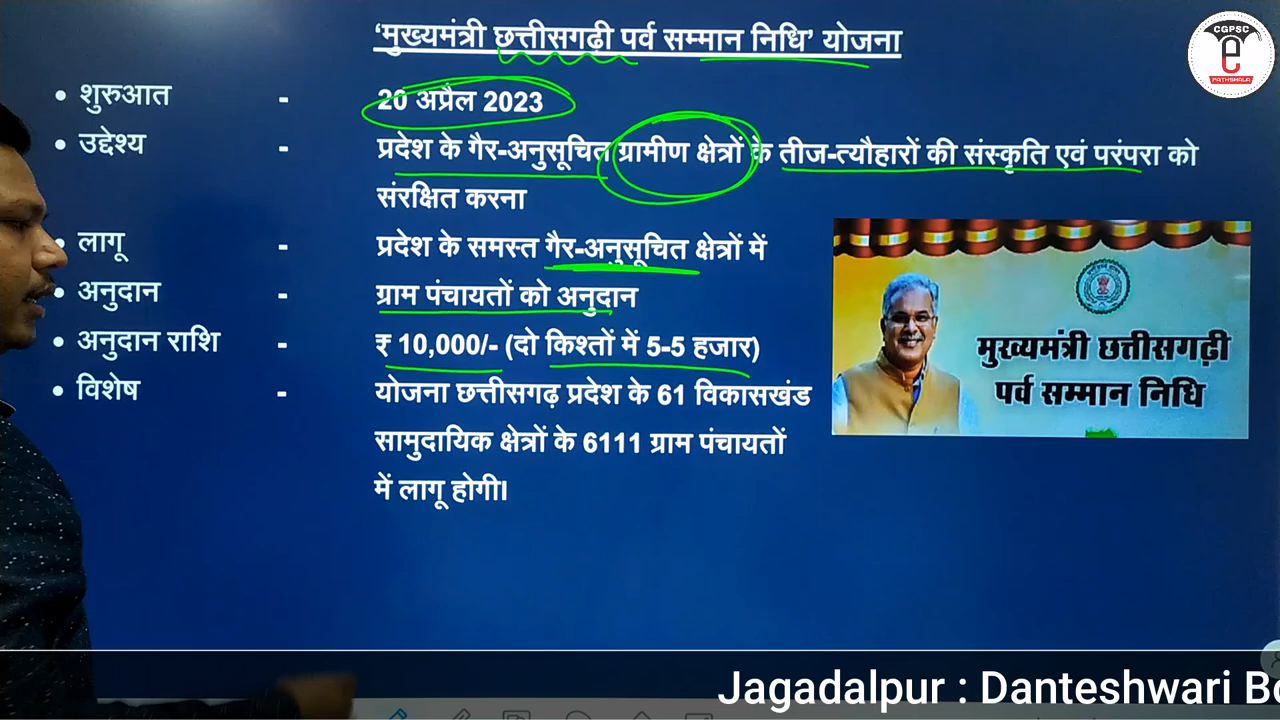 'मुख्यमंत्री छत्तीसगढ़ी पर्व सम्मान निधि' योजना
CGPSC
e
PATHSHALA
• शुरुआत - 20 अप्रैल 2023
• उद्देश्य - प्रदेश के गैर-अनुसूचित ग्रामीण क्षेत्रों के तीज-त्यौहारों की संस्कृति एवं परंपरा को
संरक्षित करना
• लागू - प्रदेश के समस्त गैर-अनुसूचित क्षेत्रों में
• अनुदान - ग्राम पंचायतों को अनुदान
• अनुदान राशि - ₹ 10,000/- (दो किश्तों में 5-5 हजार)
• विशेष - योजना छत्तीसगढ़ प्रदेश के 61 विकासखंड
सामुदायिक क्षेत्रों के 6111 ग्राम पंचायतों
में लागू होगी।
मुख्यमंत्री छत्तीसगढ़ी
पर्व सम्मान निधि
Jagadalpur : Danteshwari